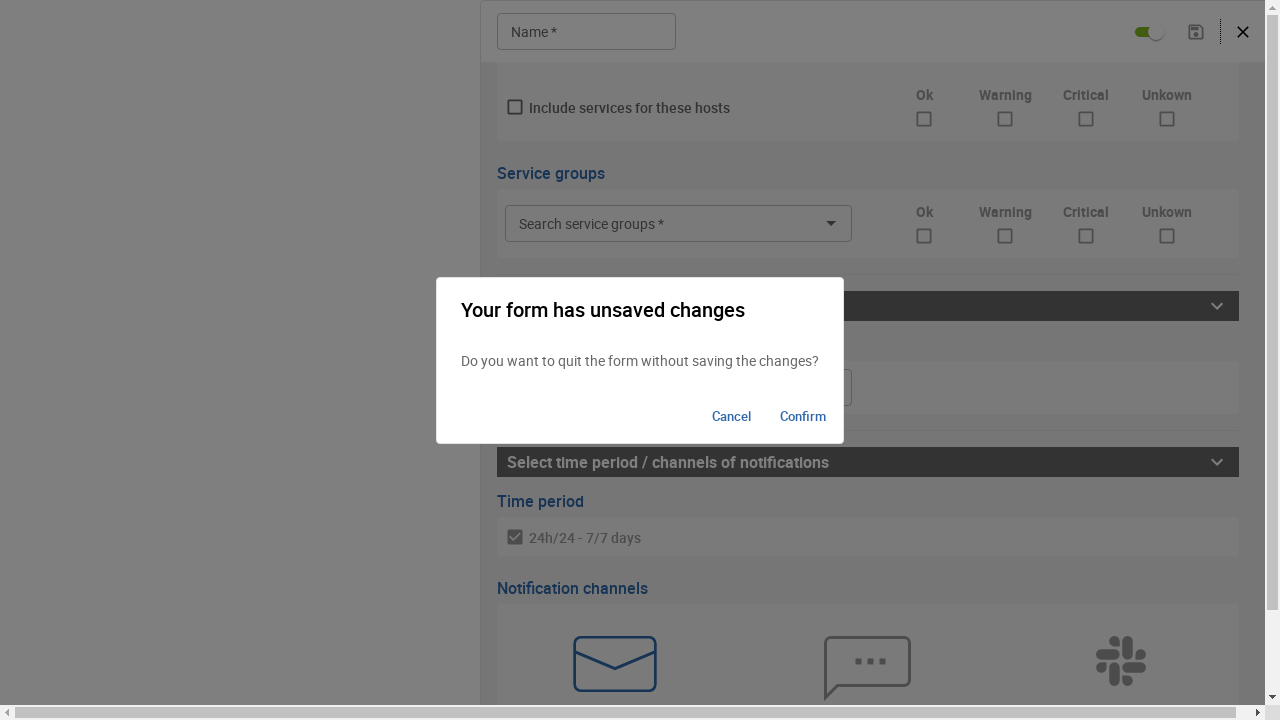 Name *
Include services for these hosts
Ok Warning Critical Unkown
Service groups
Search service groups *
Ok Warning Critical Unkown
Your form has unsaved changes
Do you want to quit the form without saving the changes?
Cancel Confirm
Select time period / channels of notifications
Time period
24h/24 - 7/7 days
Notification channels